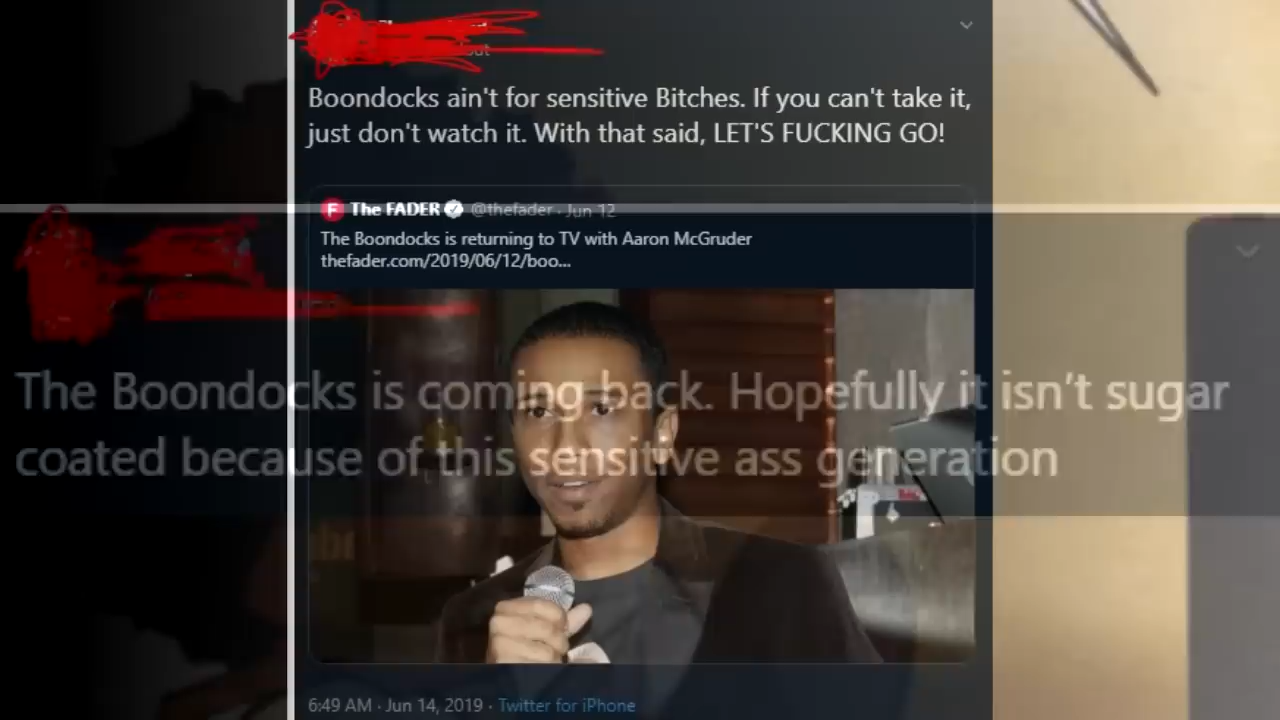 Boondocks ain't for sensitive Bitches. If you can't take it,
just don't watch it. With that said, LET'S FUCKING GO!
The FADER @thefader · Jun 12
The Boondocks is returning to TV with Aaron McGruder
thefader.com/2019/06/12/boo...
The Boondocks is coming back. Hopefully it isn’t sugar
coated because of this sensitive ass generation
6:49 AM · Jun 14, 2019 · Twitter for iPhone